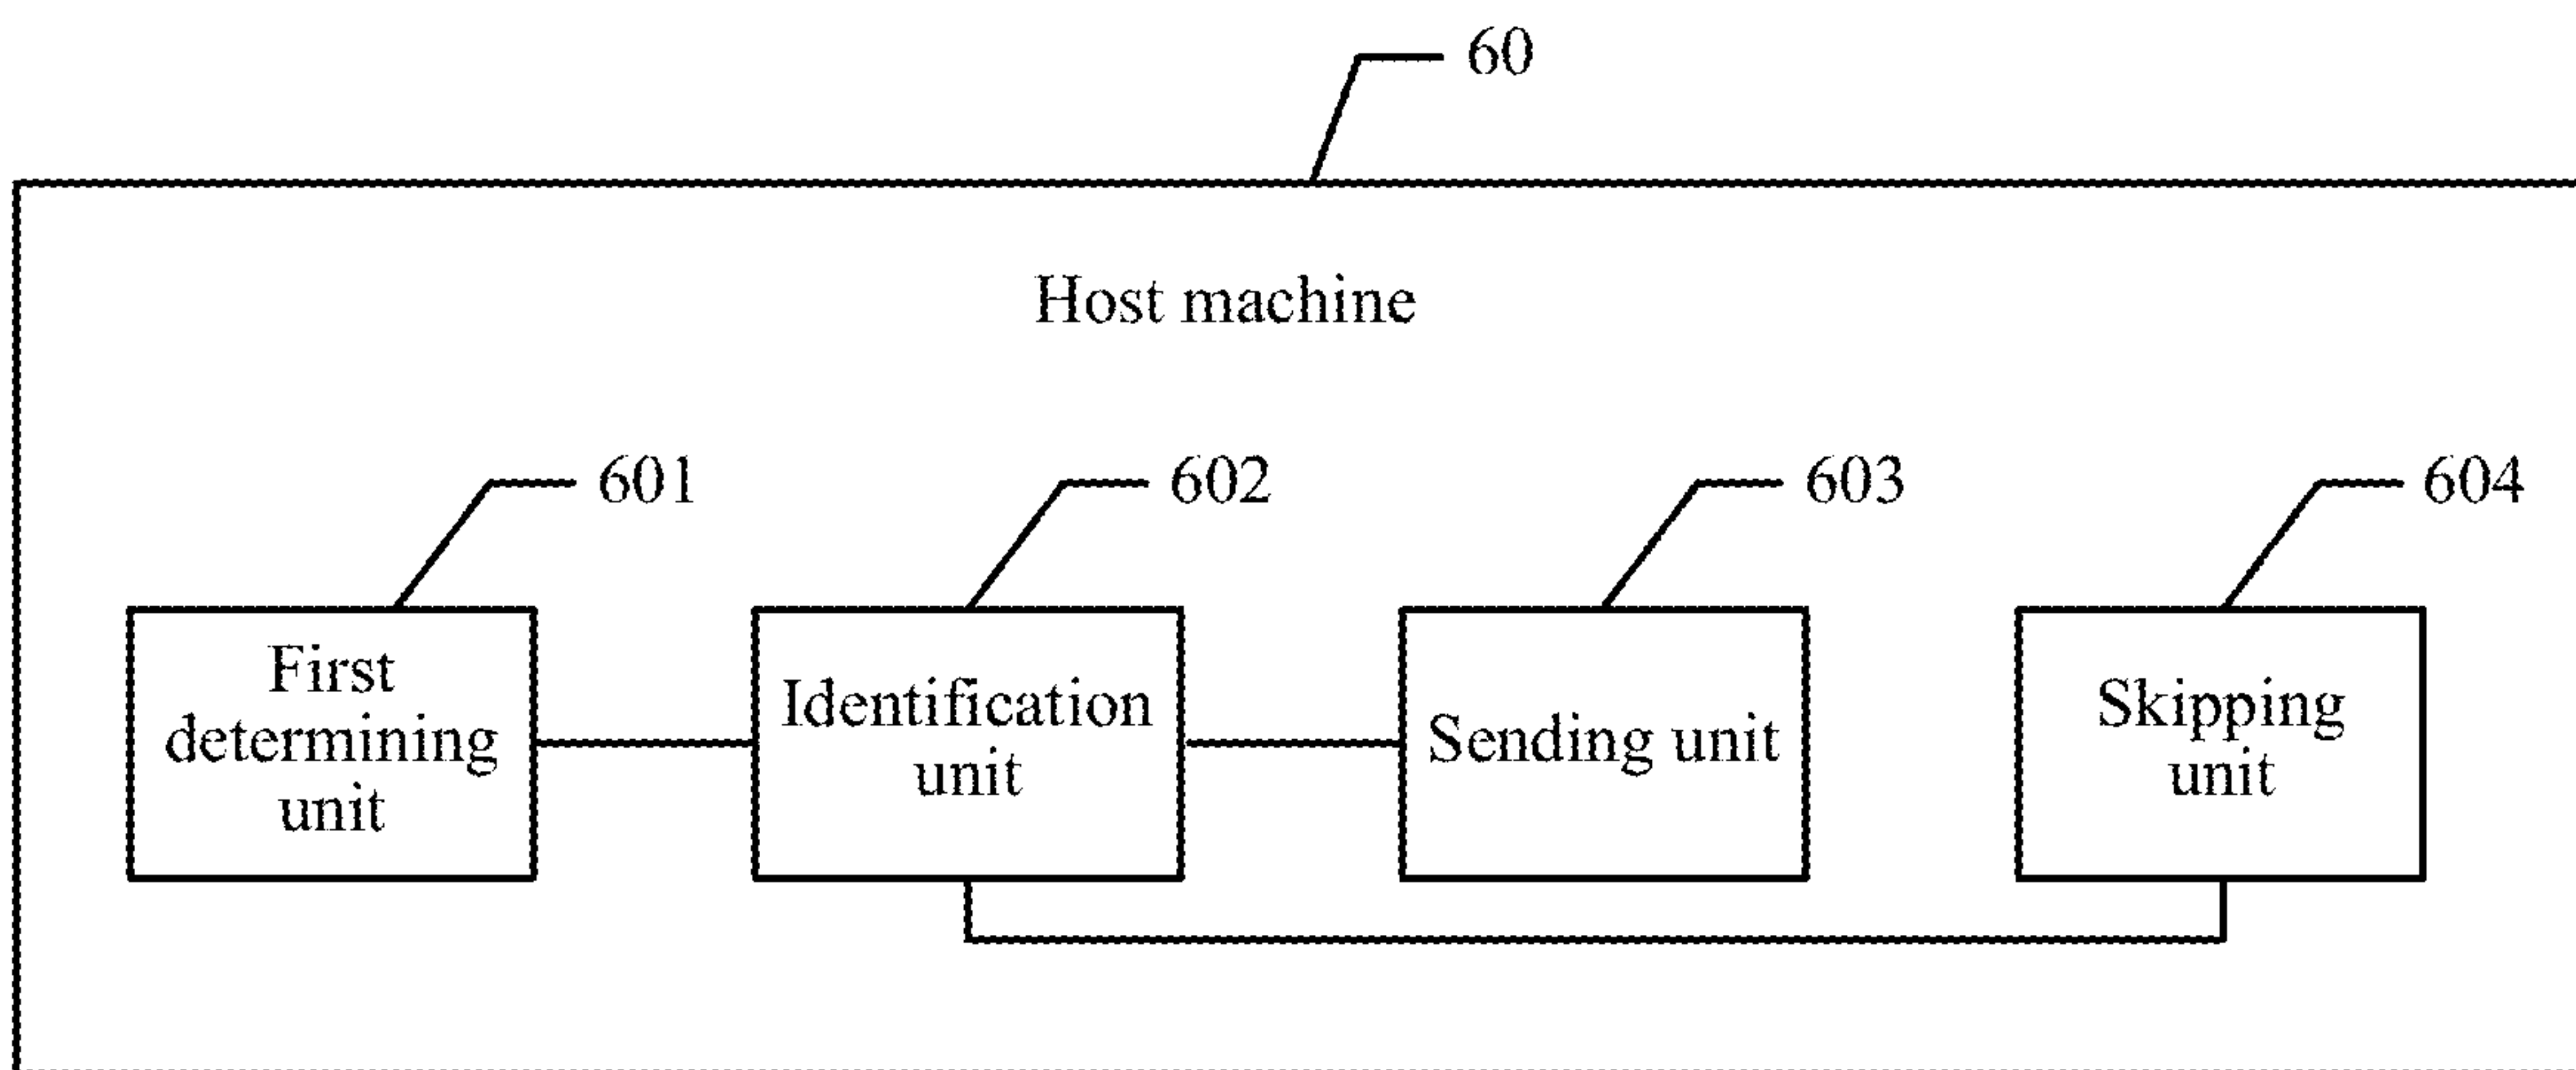 60
Host machine
601
602
603
604
First
determining
unit
Identification
unit
Sending unit
Skipping
unit